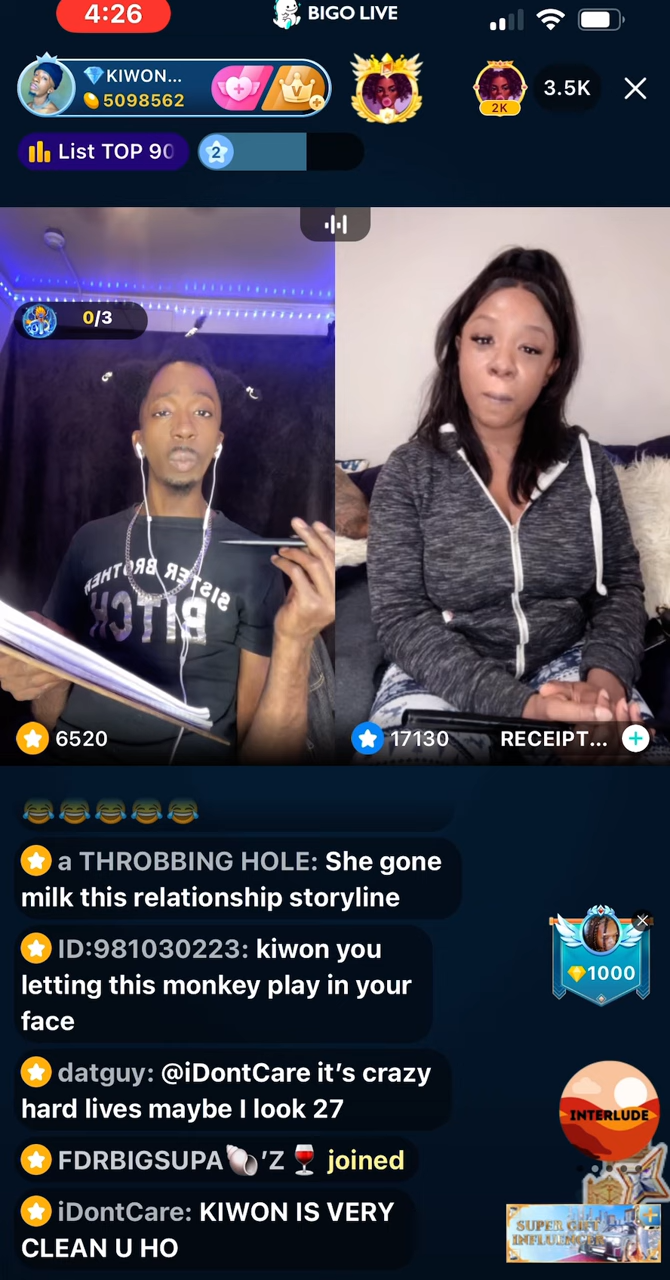 4:26
BIGO LIVE
KIWON...
5098562
2K
3.5K
List TOP 90
2
0/3
SISTER BROTHER
BITCH
6520
17130
RECEIPT...
😂😂😂😂😂
a THROBBING HOLE: She gone
milk this relationship storyline
ID:981030223: kiwon you
letting this monkey play in your
face
1000
datguy: @iDontCare it’s crazy
hard lives maybe I look 27
INTERLUDE
FDRBIGSUPA🐚’Z🍷 joined
iDontCare: KIWON IS VERY
CLEAN U HO
SUPER GIFT
INFLUENCER